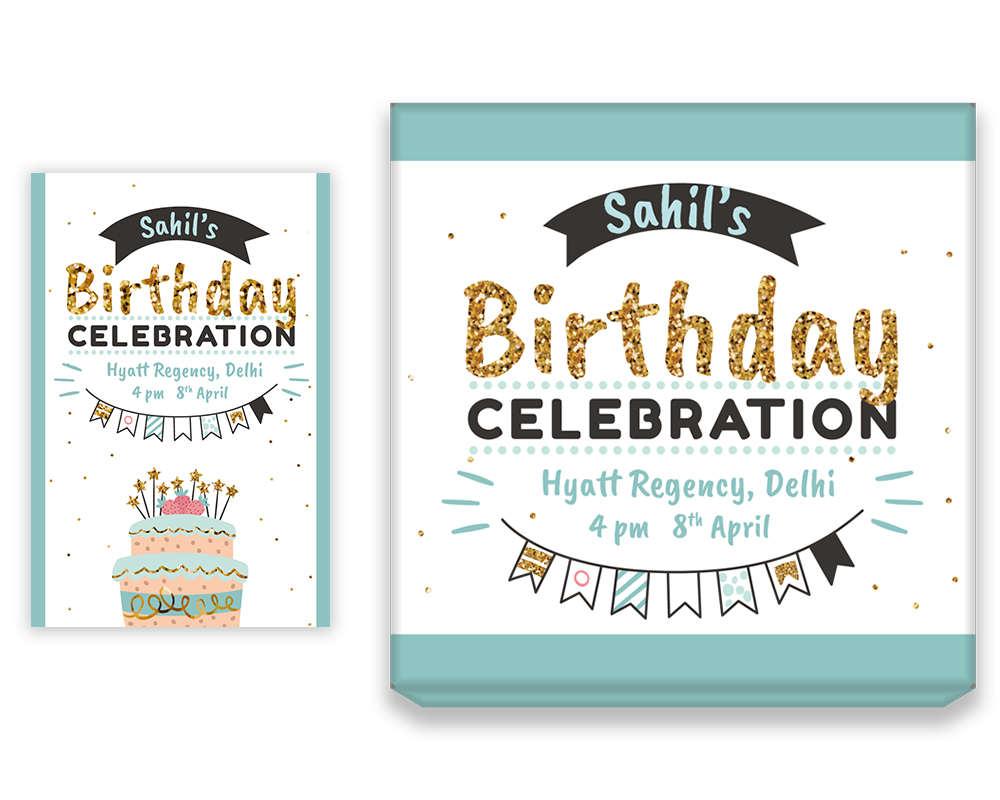 Sahil's
Birthday
CELEBRATION
Hyatt Regency, Delhi
4 pm 8th April
Sahil's
Birthday
CELEBRATION
Hyatt Regency, Delhi
4 pm 8th April